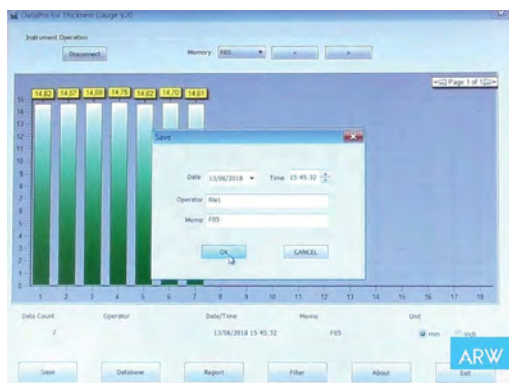 DataPro for Thickness Gauge V20
Instrument Operation
Disconnect
Memory F05
<
>
Page 1 of 1
14,62 14,67 14,69 14,75 14,62 14,70 14,61
Save
Date 13/06/2018 Time 15 45 32
Operator file1
Memo F05
OK
CANCEL
15
14
13
12
11
10
9
8
7
6
5
4
3
2
1
0
1 2 3 4 5 6 7 8 9 10 11 12 13 14 15 16 17 18
Data Count Operator Date/Time Memo Unit
7 13/06/2018 15 45:32 F05 mm inch
Save Database Report Filter About Exit
ARW